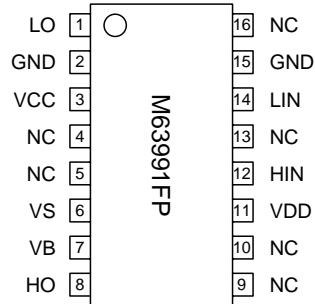 LO 1 16 NC
GND 2 15 GND
VCC 3 14 LIN
NC 4 13 NC
NC 5 12 HIN
VS 6 11 VDD
VB 7 10 NC
HO 8 9 NC
M63991FP